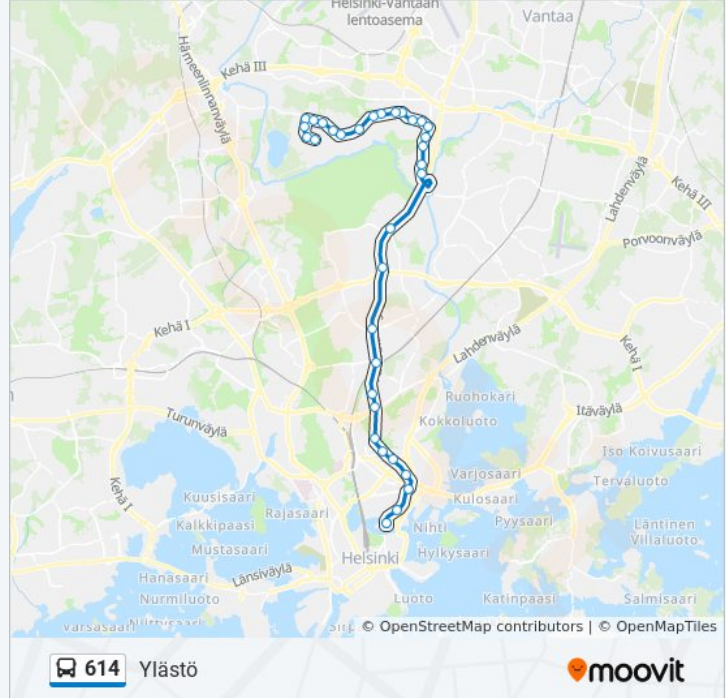 Helsinki-Vantaan
lentoasema
Vantaa
Hämeenlinnanväylä
Kehä III
Lahdenväylä
Kehä III
Porvoonväylä
Kehä I
Lahdenväylä
Kehä I
Ruohokari
Turunväylä
Kokkoluoto
Itäväylä
Iso Koivusaari
Varjosaari
Tervaluoto
Kehä I
Kuusisaari
Rajasaari
Kulosaari
Kalkkipaasi
Nihti
Pyysaari
Läntinen
Villaluoto
Mustasaari
Helsinki
Hylkysaari
Hanasaari
Länsiväylä
Nurmiluoto
Luoto
Katinpaasi
Salmisaari
Varsasaari
© OpenStreetMap contributors | © OpenMapTiles
614 Ylästö
moovit